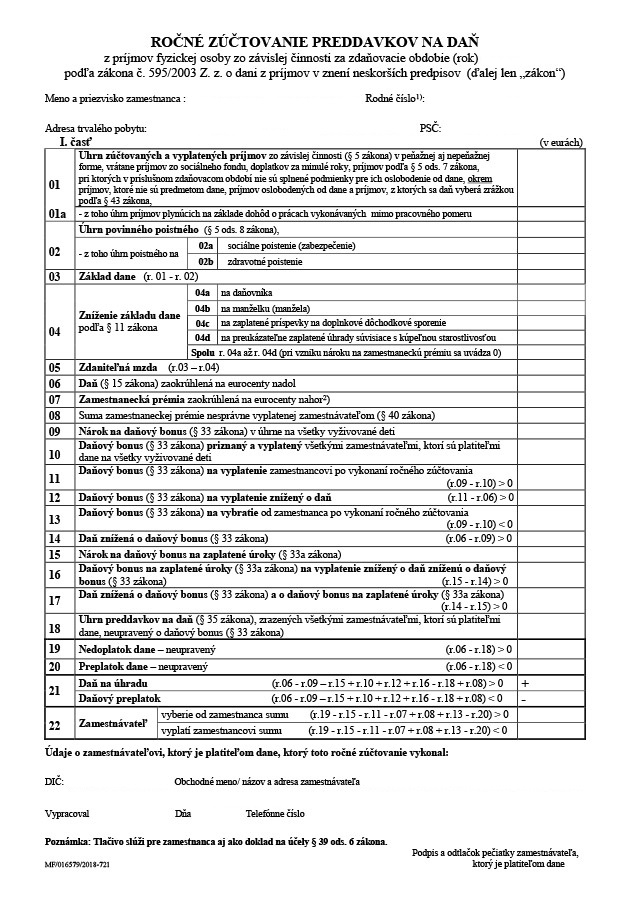 ROČNÉ ZÚČTOVANIE PREDDAVKOV NA DAŇ
z príjmov fyzickej osoby zo závislej činnosti za zdaňovacie obdobie (rok)
podľa zákona č. 595/2003 Z. z. o dani z príjmov v znení neskorších predpisov (ďalej len „zákon“)
Meno a priezvisko zamestnanca : Rodné číslo¹⁾:
Adresa trvalého pobytu: PSČ:
I. časť (v eurách)
01 Úhrn zúčtovaných a vyplatených príjmov zo závislej činnosti (§ 5 zákona) v peňažnej aj nepeňažnej
forme, vrátane príjmov zo sociálneho fondu, doplatkov za minulé roky, príjmov podľa § 5 ods. 7 zákona,
pri ktorých v príslušnom zdaňovacom období nie sú splnené podmienky pre ich oslobodenie od dane, okrem
príjmov, ktoré nie sú predmetom dane, príjmov oslobodených od dane a príjmov, z ktorých sa daň vyberá zrážkou
podľa § 43 zákona,
01a - z toho úhrn príjmov plynúcich na základe dohôd o prácach vykonávaných mimo pracovného pomeru
02 Úhrn povinného poistného (§ 5 ods. 8 zákona),
- z toho úhrn poistného na 02a sociálne poistenie (zabezpečenie)
02b zdravotné poistenie
03 Základ dane (r. 01 - r. 02)
04 Zníženie základu dane podľa § 11 zákona 04a na daňovníka
04b na manželku (manžela)
04c na zaplatené príspevky na doplnkové dôchodkové sporenie
04d na preukázateľne zaplatené úhrady súvisiace s kúpeľnou starostlivosťou
Spolu r. 04a až r. 04d (pri vzniku nároku na zamestnaneckú prémiu sa uvádza 0)
05 Zdaniteľná mzda (r.03 – r.04)
06 Daň (§ 15 zákona) zaokrúhlená na eurocenty nadol
07 Zamestnanecká prémia zaokrúhlená na eurocenty nahor²⁾
08 Suma zamestnaneckej prémie nesprávne vyplatenej zamestnávateľom (§ 40 zákona)
09 Nárok na daňový bonus (§ 33 zákona) v úhrne na všetky vyživované deti
10 Daňový bonus (§ 33 zákona) priznaný a vyplatený všetkými zamestnávateľmi, ktorí sú platiteľmi
dane na všetky vyživované deti
11 Daňový bonus (§ 33 zákona) na vyplatenie zamestnancovi po vykonaní ročného zúčtovania
(r.09 - r.10) > 0
12 Daňový bonus (§ 33 zákona) na vyplatenie znížený o daň (r.11 - r.06) > 0
13 Daňový bonus (§ 33 zákona) na vybratie od zamestnanca po vykonaní ročného zúčtovania
(r.09 - r.10) < 0
14 Daň znížená o daňový bonus (§ 33 zákona) (r.06 - r.09) > 0
15 Nárok na daňový bonus na zaplatené úroky (§ 33a zákona)
16 Daňový bonus na zaplatené úroky (§ 33a zákona) na vyplatenie znížený o daň zníženú o daňový
bonus (§ 33 zákona) (r.15 - r.14) > 0
17 Daň znížená o daňový bonus (§ 33 zákona) a o daňový bonus na zaplatené úroky (§ 33a zákona)
(r.14 - r.15) > 0
18 Úhrn preddavkov na daň (§ 35 zákona), zrazených všetkými zamestnávateľmi, ktorí sú platiteľmi
dane, neupravený o daňový bonus (§ 33 zákona)
19 Nedoplatok dane – neupravený (r.06 - r.18) > 0
20 Preplatok dane – neupravený (r.06 - r.18) < 0
21 Daň na úhradu (r.06 - r.09 – r.15 + r.10 + r.12 + r.16 - r.18 + r.08) > 0 +
Daňový preplatok (r.06 - r.09 – r.15 + r.10 + r.12 + r.16 - r.18 + r.08) < 0 -
22 Zamestnávateľ vyberie od zamestnanca sumu (r.19 - r.15 - r.11 - r.07 + r.08 + r.13 - r.20) > 0
vyplatí zamestnancovi sumu (r.19 - r.15 - r.11 - r.07 + r.08 + r.13 - r.20) < 0
Údaje o zamestnávateľovi, ktorý je platiteľom dane, ktorý toto ročné zúčtovanie vykonal:
DIČ: Obchodné meno/ názov a adresa zamestnávateľa
Vypracoval Dňa Telefónne číslo
Poznámka: Tlačivo slúži pre zamestnanca aj ako doklad na účely § 39 ods. 6 zákona.
Podpis a odtlačok pečiatky zamestnávateľa,
MF/016579/2018-721 ktorý je platiteľom dane